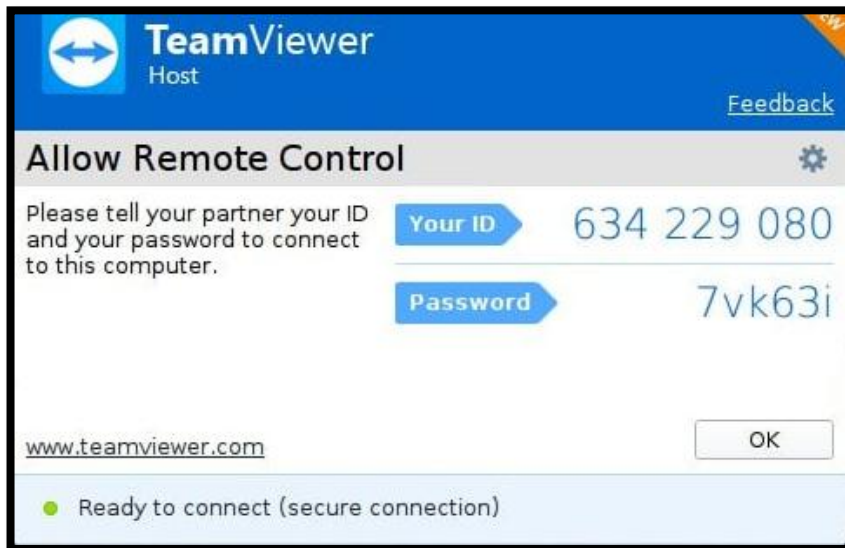 TeamViewer
Host
Feedback
Allow Remote Control
Please tell your partner your ID
and your password to connect
to this computer.
Your ID 634 229 080
Password 7vk63i
www.teamviewer.com
OK
Ready to connect (secure connection)